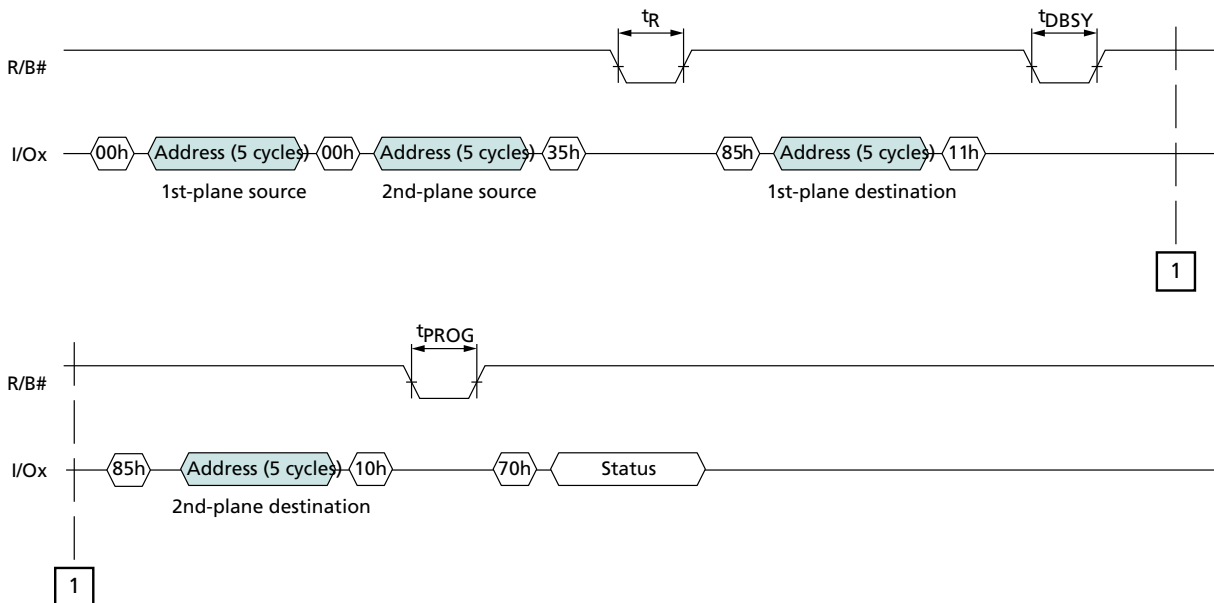 tR
tDBSY
R/B#
I/Ox
00h
Address (5 cycles)
00h
Address (5 cycles)
35h
85h
Address (5 cycles)
11h
1st-plane source
2nd-plane source
1st-plane destination
1
tPROG
R/B#
I/Ox
85h
Address (5 cycles)
10h
70h
Status
2nd-plane destination
1